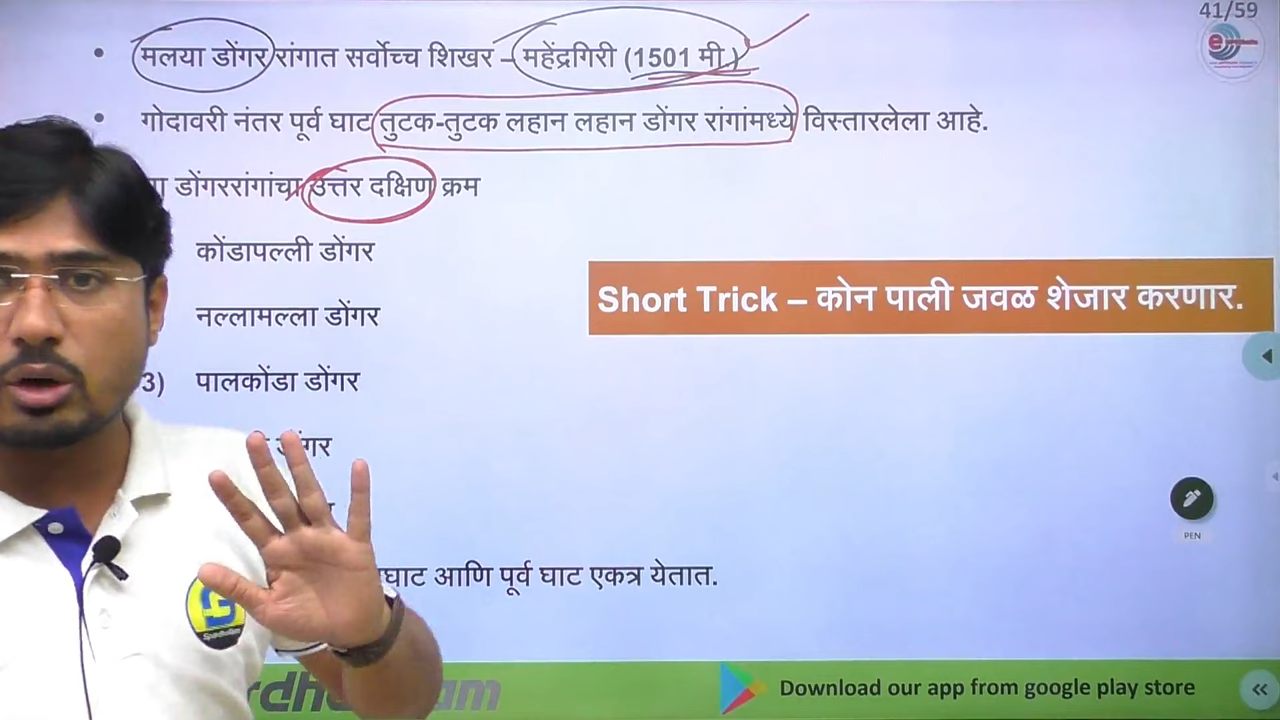 41/59
मलया डोंगर रांगात सर्वोच्च शिखर – महेंद्रगिरी (1501 मी )
गोदावरी नंतर पूर्व घाट तुटक-तुटक लहान लहान डोंगर रांगांमध्ये विस्तारलेला आहे.
डोंगररांगांचा उत्तर दक्षिण क्रम
कोंडापल्ली डोंगर
Short Trick – कोन पाली जवळ शेजार करणार.
नल्लामल्ला डोंगर
3) पालकोंडा डोंगर
PEN
आणि पूर्व घाट एकत्र येतात.
Download our app from google play store